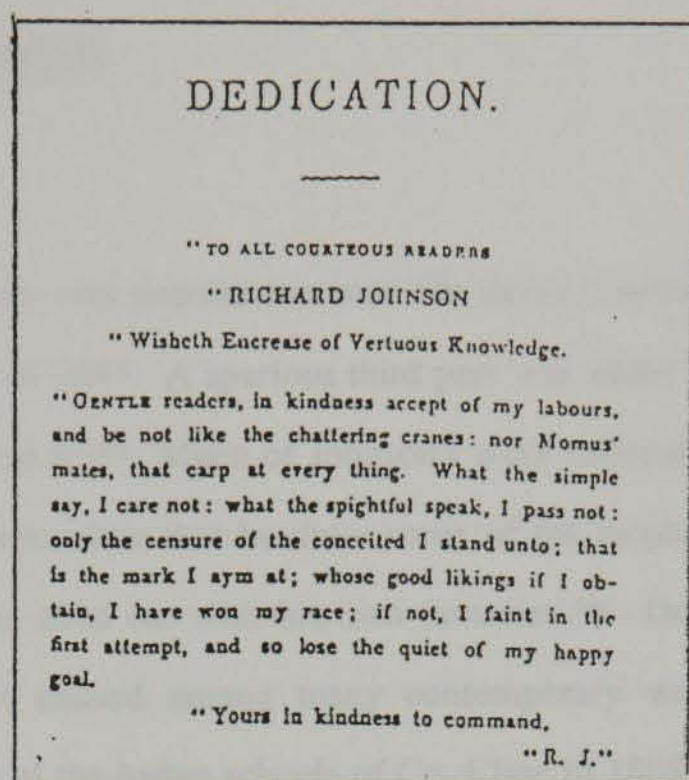 DEDICATION.
"TO ALL COURTEOUS READERS
"RICHARD JOHNSON
"Wisheth Encrease of Vertuous Knowledge.
"GENTLE readers, in kindness accept of my labours,
and be not like the chattering cranes: nor Momus'
mates, that carp at every thing. What the simple
say, I care not: what the spightful speak, I pass not:
only the censure of the conceited I stand unto; that
is the mark I aym at; whose good likings if I ob-
tain, I have won my race; if not, I faint in the
first attempt, and so lose the quiet of my happy
goal.
"Yours in kindness to command,
"R. J."